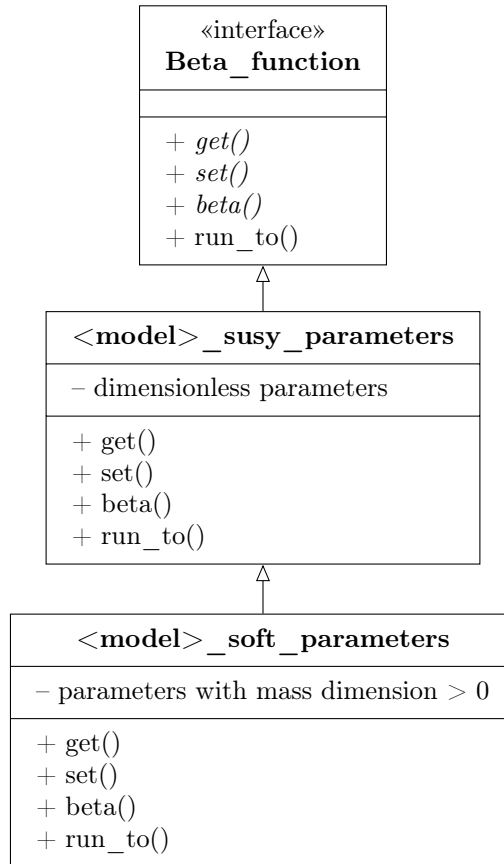 «interface»
Beta_function
+ get()
+ set()
+ beta()
+ run_to()
<model>_susy_parameters
– dimensionless parameters
+ get()
+ set()
+ beta()
+ run_to()
<model>_soft_parameters
– parameters with mass dimension > 0
+ get()
+ set()
+ beta()
+ run_to()